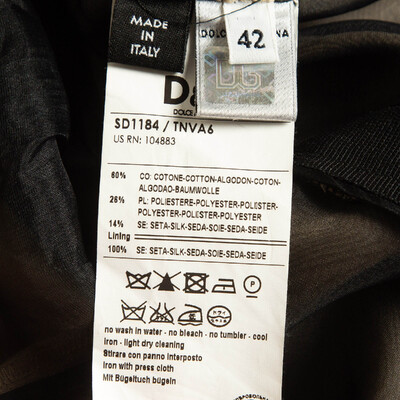 MADE IN ITALY
DOLC NA
42
DG
D&
DOLCE
SD1184 / TNVA6
US RN: 104883
60% CO: COTONE-COTTON-ALGODON-COTON-
ALGODAO-BAUMWOLLE
26% PL: POLIESTERE-POLYESTER-POLIESTER-
POLYESTER-POLIESTER-POLYESTER
14% SE: SETA-SILK-SEDA-SOIE-SEDA-SEIDE
Lining
100% SE: SETA-SILK-SEDA-SOIE-SEDA-SEIDE
P
no wash in water - no bleach - no tumbler - cool
iron - light dry cleaning
Stirare con panno interposto
Iron with press cloth
Mit Bügeltuch bügeln